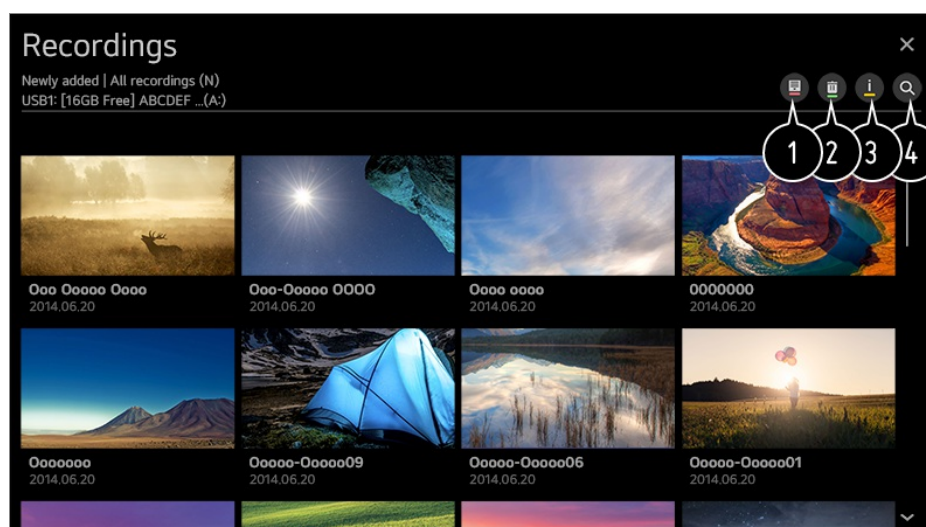 Recordings
Newly added | All recordings (N)
USB1: [16GB Free] ABCDEF ...(A:)
1 2 3 4
Ooo Ooooo Oooo
2014.06.20
Ooo-Ooooo OOOO
2014.06.20
Oooo oooo
2014.06.20
OOOOOOO
2014.06.20
Ooooooo
2014.06.20
Ooooo-Ooooo09
2014.06.20
Ooooo-Ooooo06
2014.06.20
Ooooo-Ooooo01
2014.06.20